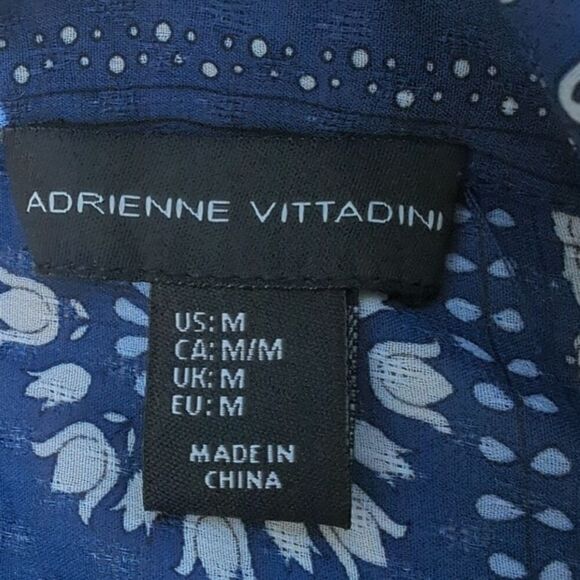 ADRIENNE VITTADINI
US: M
CA: M/M
UK: M
EU: M
MADE IN
CHINA